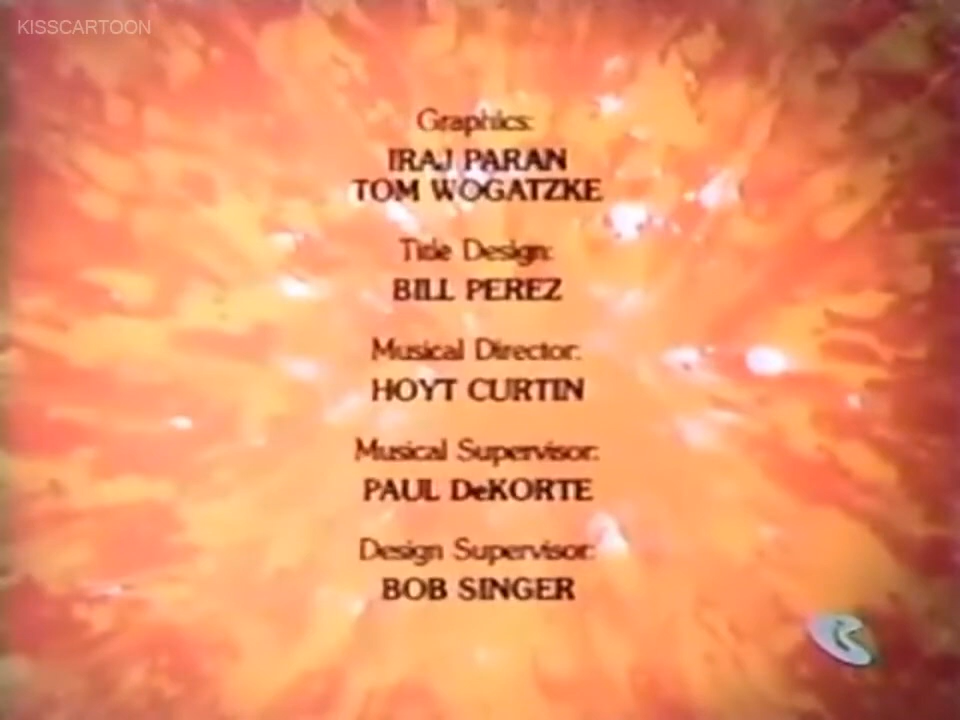 KISSCARTOON
Graphics:
IRAJ PARAN
TOM WOGATZKE
Title Design:
BILL PEREZ
Musical Director:
HOYT CURTIN
Musical Supervisor:
PAUL DeKORTE
Design Supervisor:
BOB SINGER